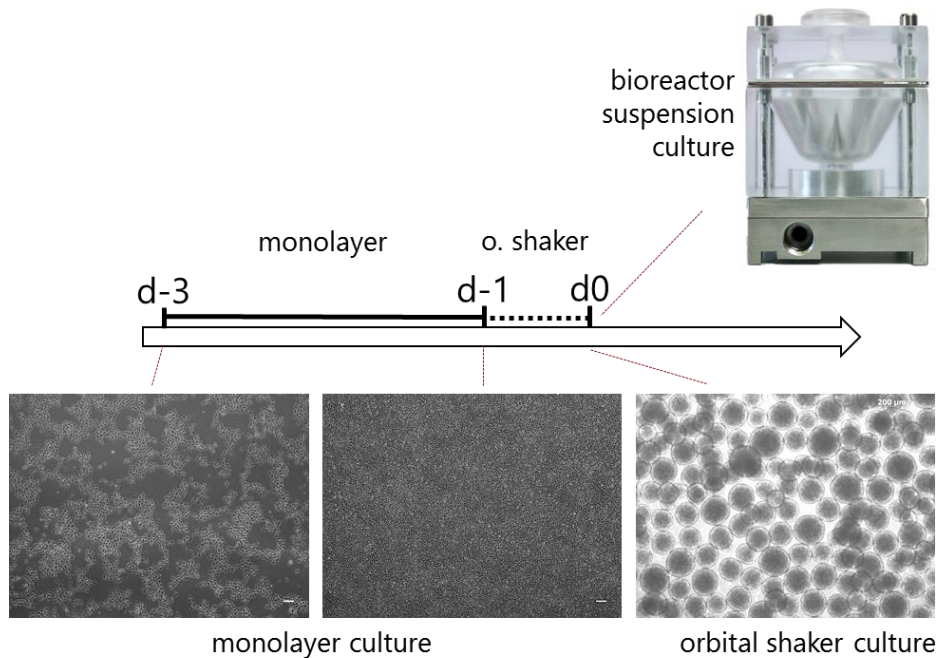 bioreactor
suspension
culture
monolayer
o. shaker
d-3
d-1
d0
200 µm
monolayer culture
orbital shaker culture